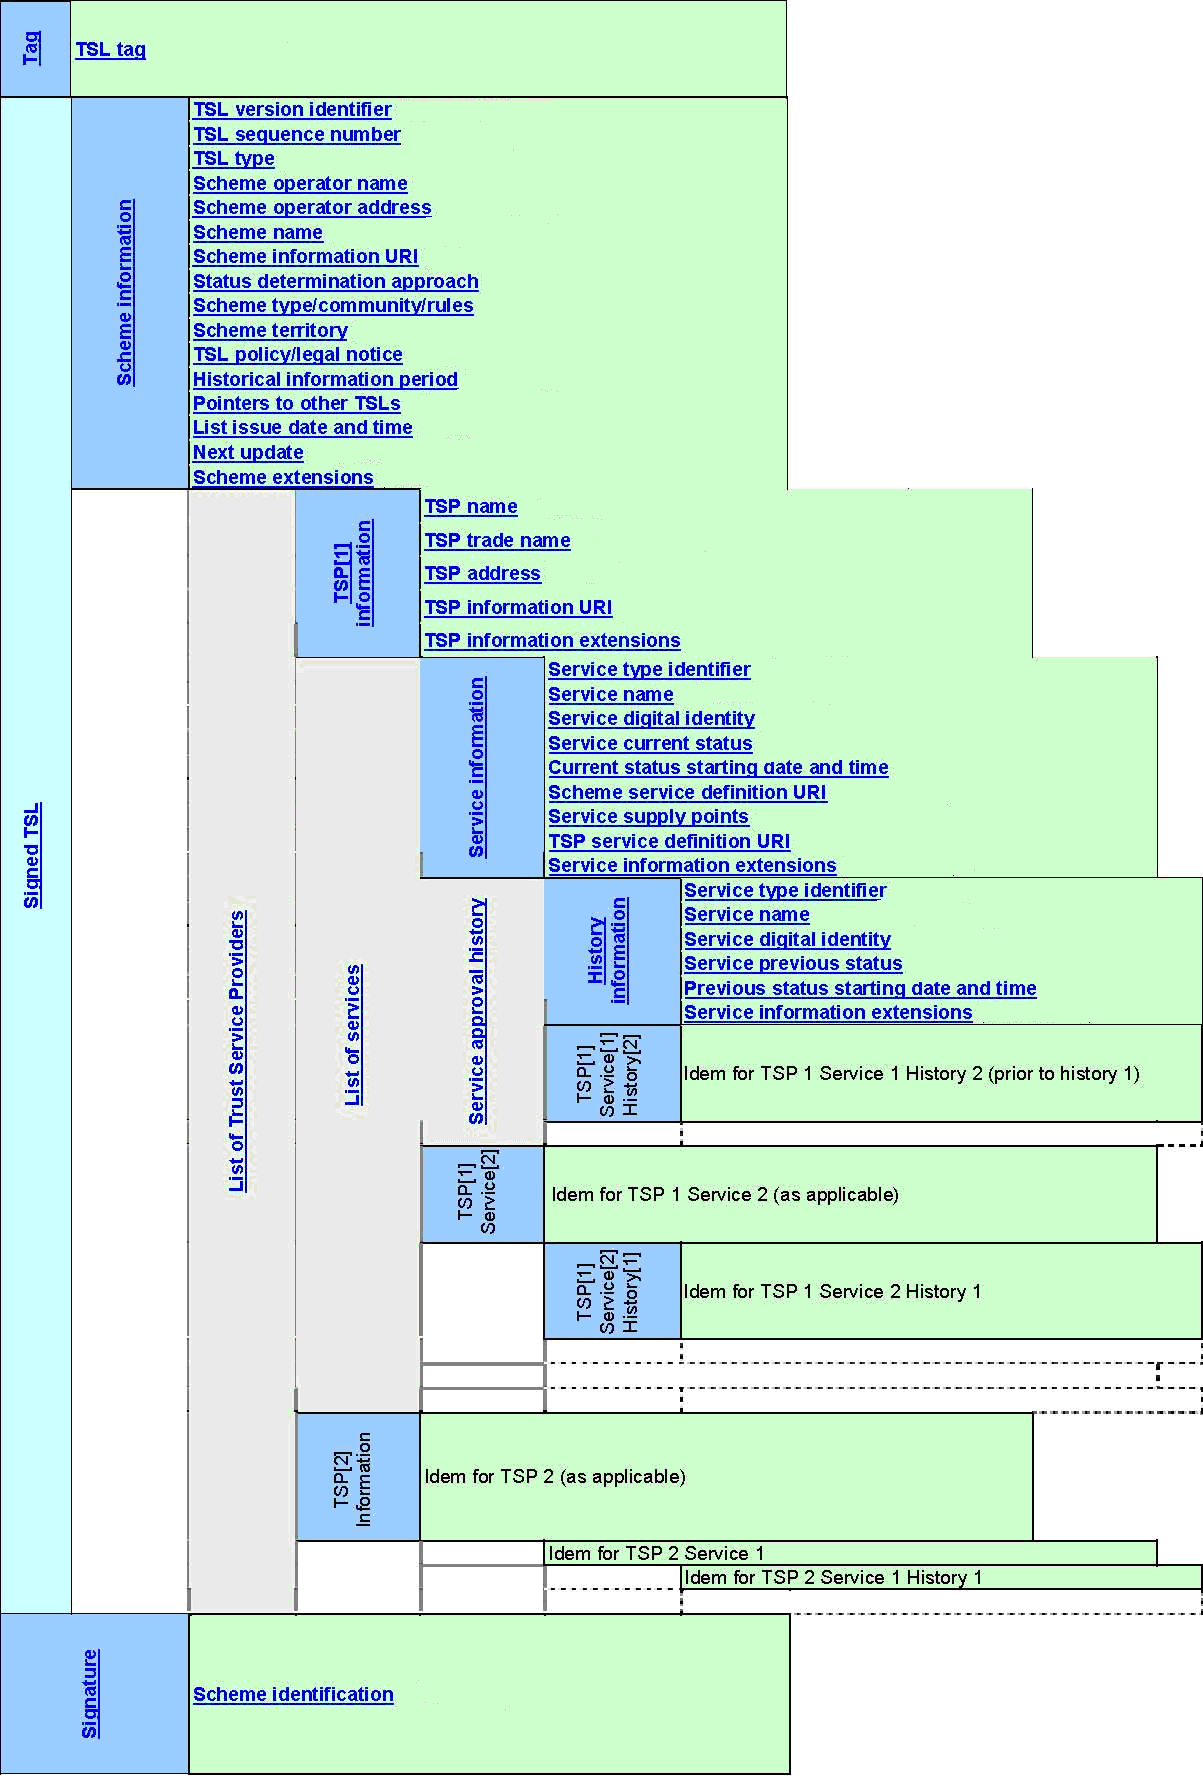 Tag
TSL tag
Signed TSL
Scheme information
TSL version identifier
TSL sequence number
TSL type
Scheme operator name
Scheme operator address
Scheme name
Scheme information URI
Status determination approach
Scheme type/community/rules
Scheme territory
TSL policy/legal notice
Historical information period
Pointers to other TSLs
List issue date and time
Next update
Scheme extensions
List of Trust Service Providers
TSP[1]
information
TSP name
TSP trade name
TSP address
TSP information URI
TSP information extensions
List of services
Service information
Service type identifier
Service name
Service digital identity
Service current status
Current status starting date and time
Scheme service definition URI
Service supply points
TSP service definition URI
Service information extensions
Service approval history
History
information
Service type identifier
Service name
Service digital identity
Service previous status
Previous status starting date and time
Service information extensions
TSP[1]
Service[1]
History[2]
Idem for TSP 1 Service 1 History 2 (prior to history 1)
TSP[1]
Service[2]
Idem for TSP 1 Service 2 (as applicable)
TSP[1]
Service[2]
History[1]
Idem for TSP 1 Service 2 History 1
TSP[2]
Information
Idem for TSP 2 (as applicable)
Idem for TSP 2 Service 1
Idem for TSP 2 Service 1 History 1
Signature
Scheme identification